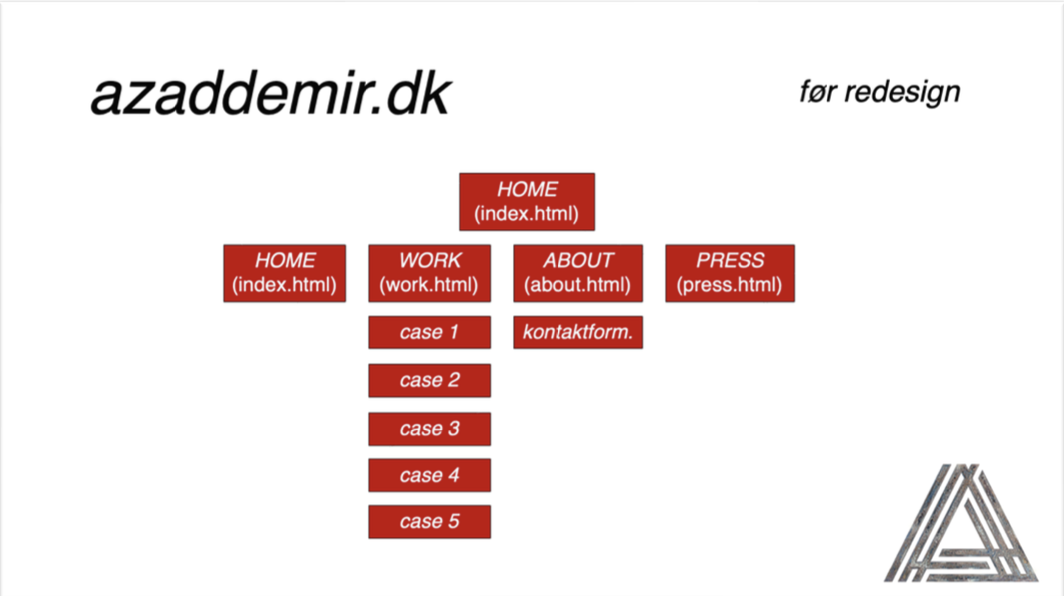 azaddemir.dk
før redesign
HOME
(index.html)
HOME
(index.html)
WORK
(work.html)
ABOUT
(about.html)
PRESS
(press.html)
case 1
kontaktform.
case 2
case 3
case 4
case 5